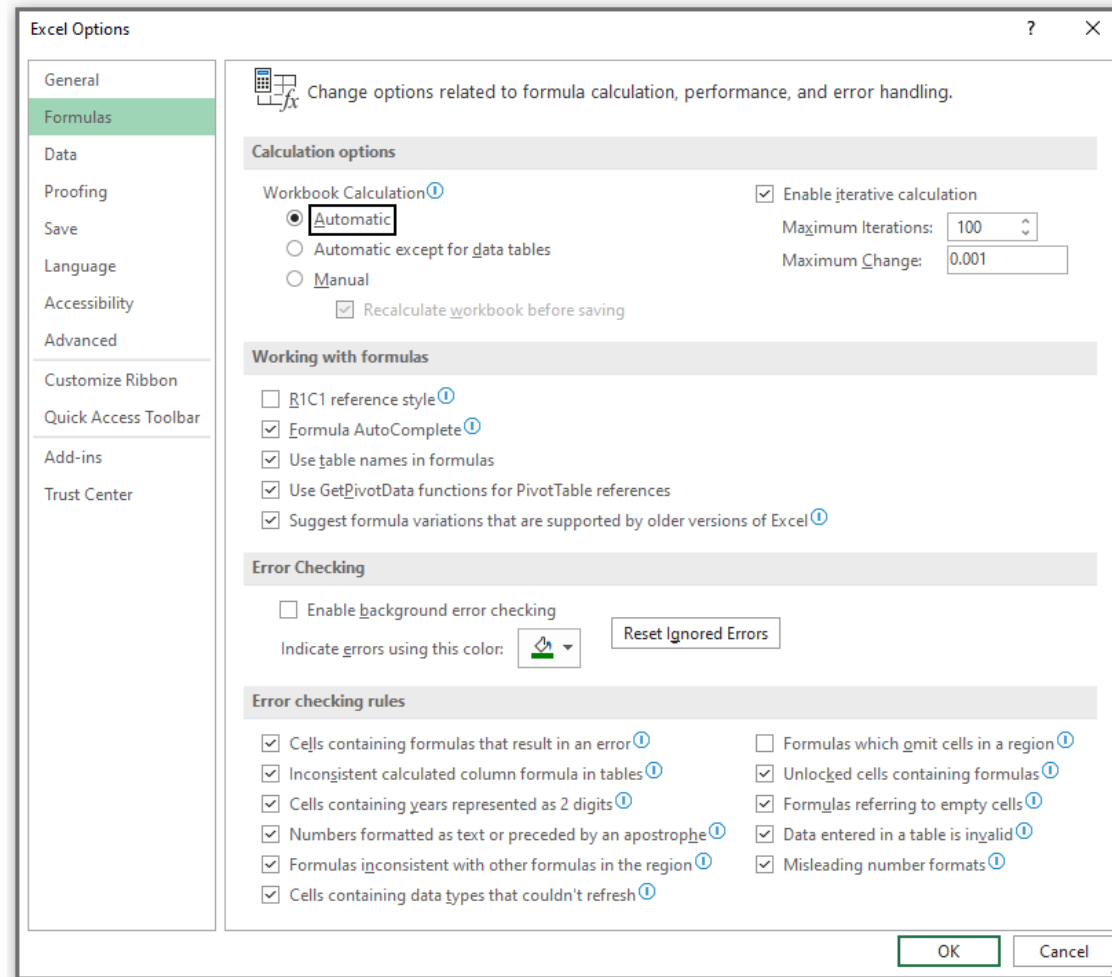 Excel Options
?
General
Formulas
Data
Proofing
Save
Language
Accessibility
Advanced
Customize Ribbon
Quick Access Toolbar
Add-ins
Trust Center
fx
Change options related to formula calculation, performance, and error handling.
Calculation options
Workbook Calculation
Automatic
Automatic except for data tables
Manual
Recalculate workbook before saving
Enable iterative calculation
Maximum Iterations: 100
Maximum Change: 0.001
Working with formulas
R1C1 reference style
Formula AutoComplete
Use table names in formulas
Use GetPivotData functions for PivotTable references
Suggest formula variations that are supported by older versions of Excel
Error Checking
Enable background error checking
Indicate errors using this color:
Reset Ignored Errors
Error checking rules
Cells containing formulas that result in an error
Inconsistent calculated column formula in tables
Cells containing years represented as 2 digits
Numbers formatted as text or preceded by an apostrophe
Formulas inconsistent with other formulas in the region
Cells containing data types that couldn't refresh
Formulas which omit cells in a region
Unlocked cells containing formulas
Formulas referring to empty cells
Data entered in a table is invalid
Misleading number formats
OK
Cancel